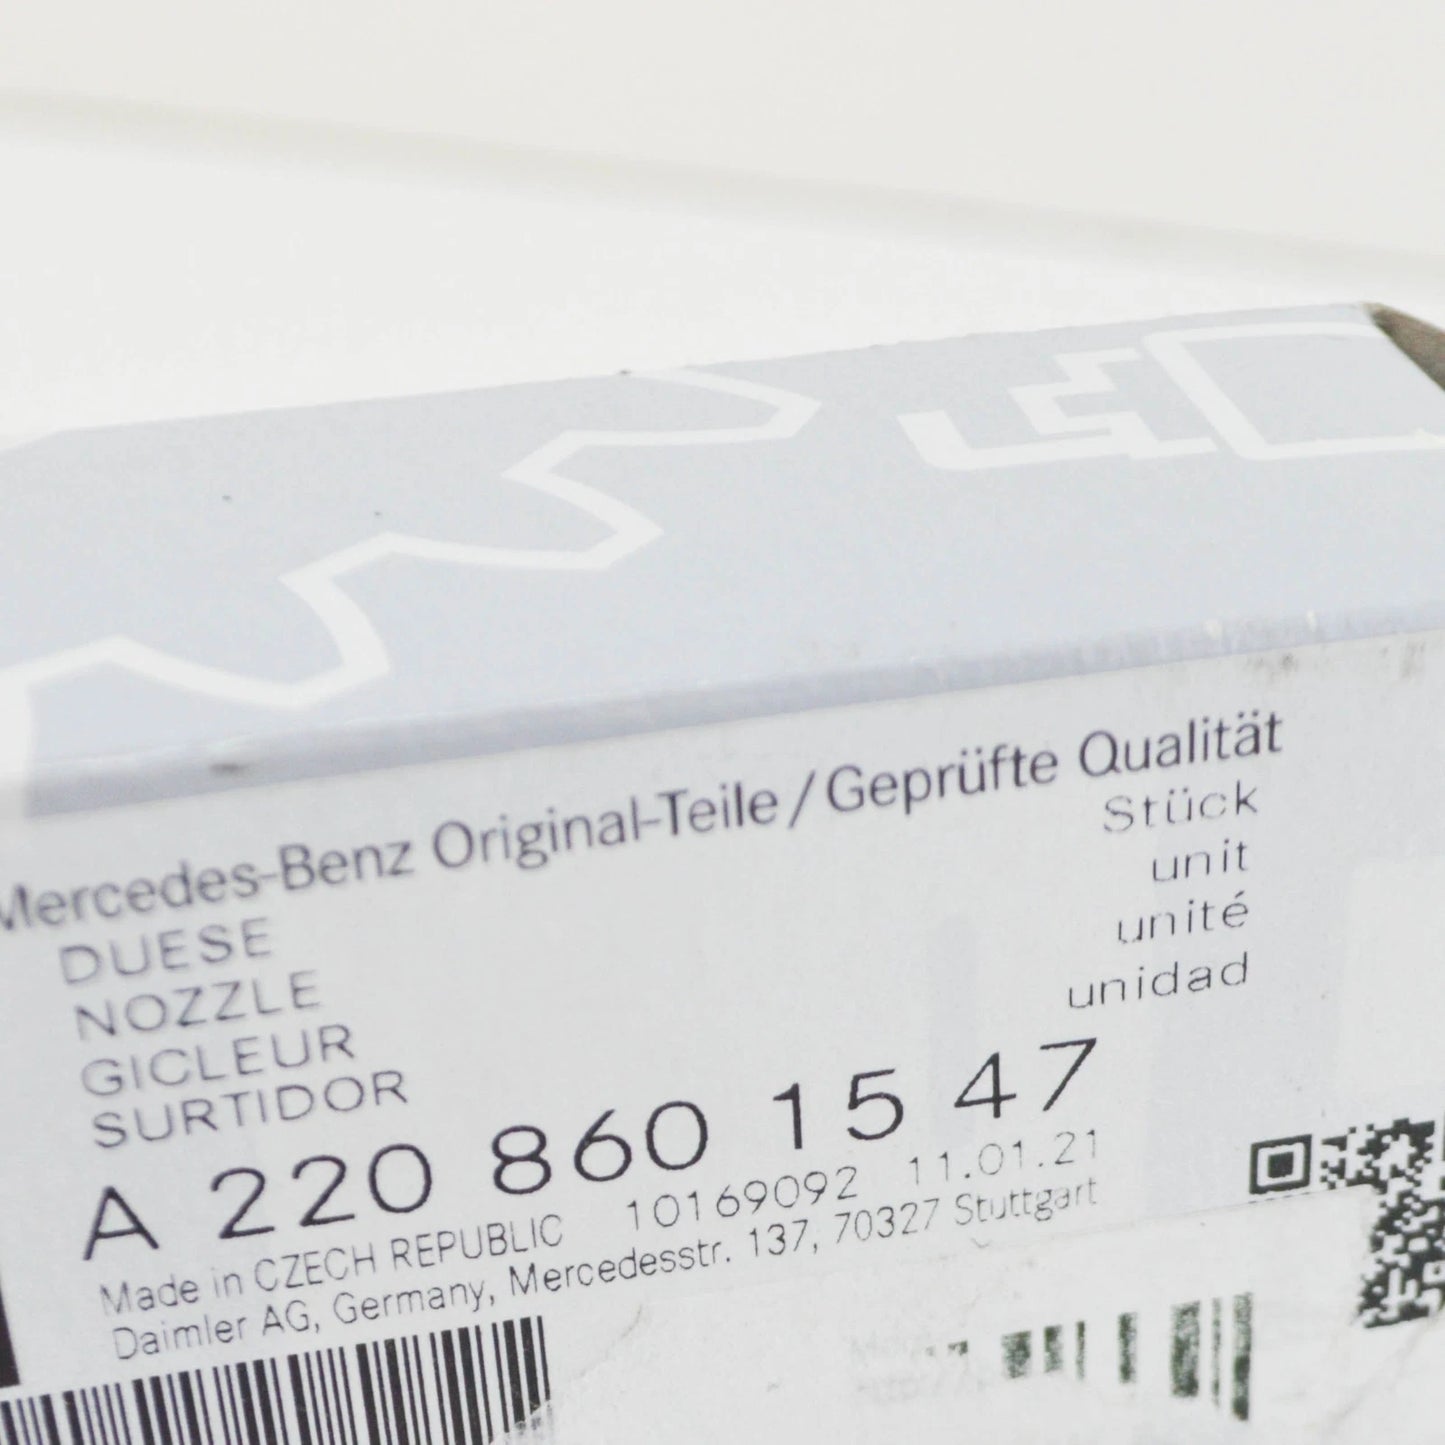 Mercedes-Benz Original-Teile / Geprüfte Qualität
Stück
unit
unité
unidad
DUESE
NOZZLE
GICLEUR
SURTIDOR
A 220 860 15 47
Made in CZECH REPUBLIC 10169092 11.01.21
Daimler AG, Germany, Mercedesstr. 137, 70327 Stuttgart